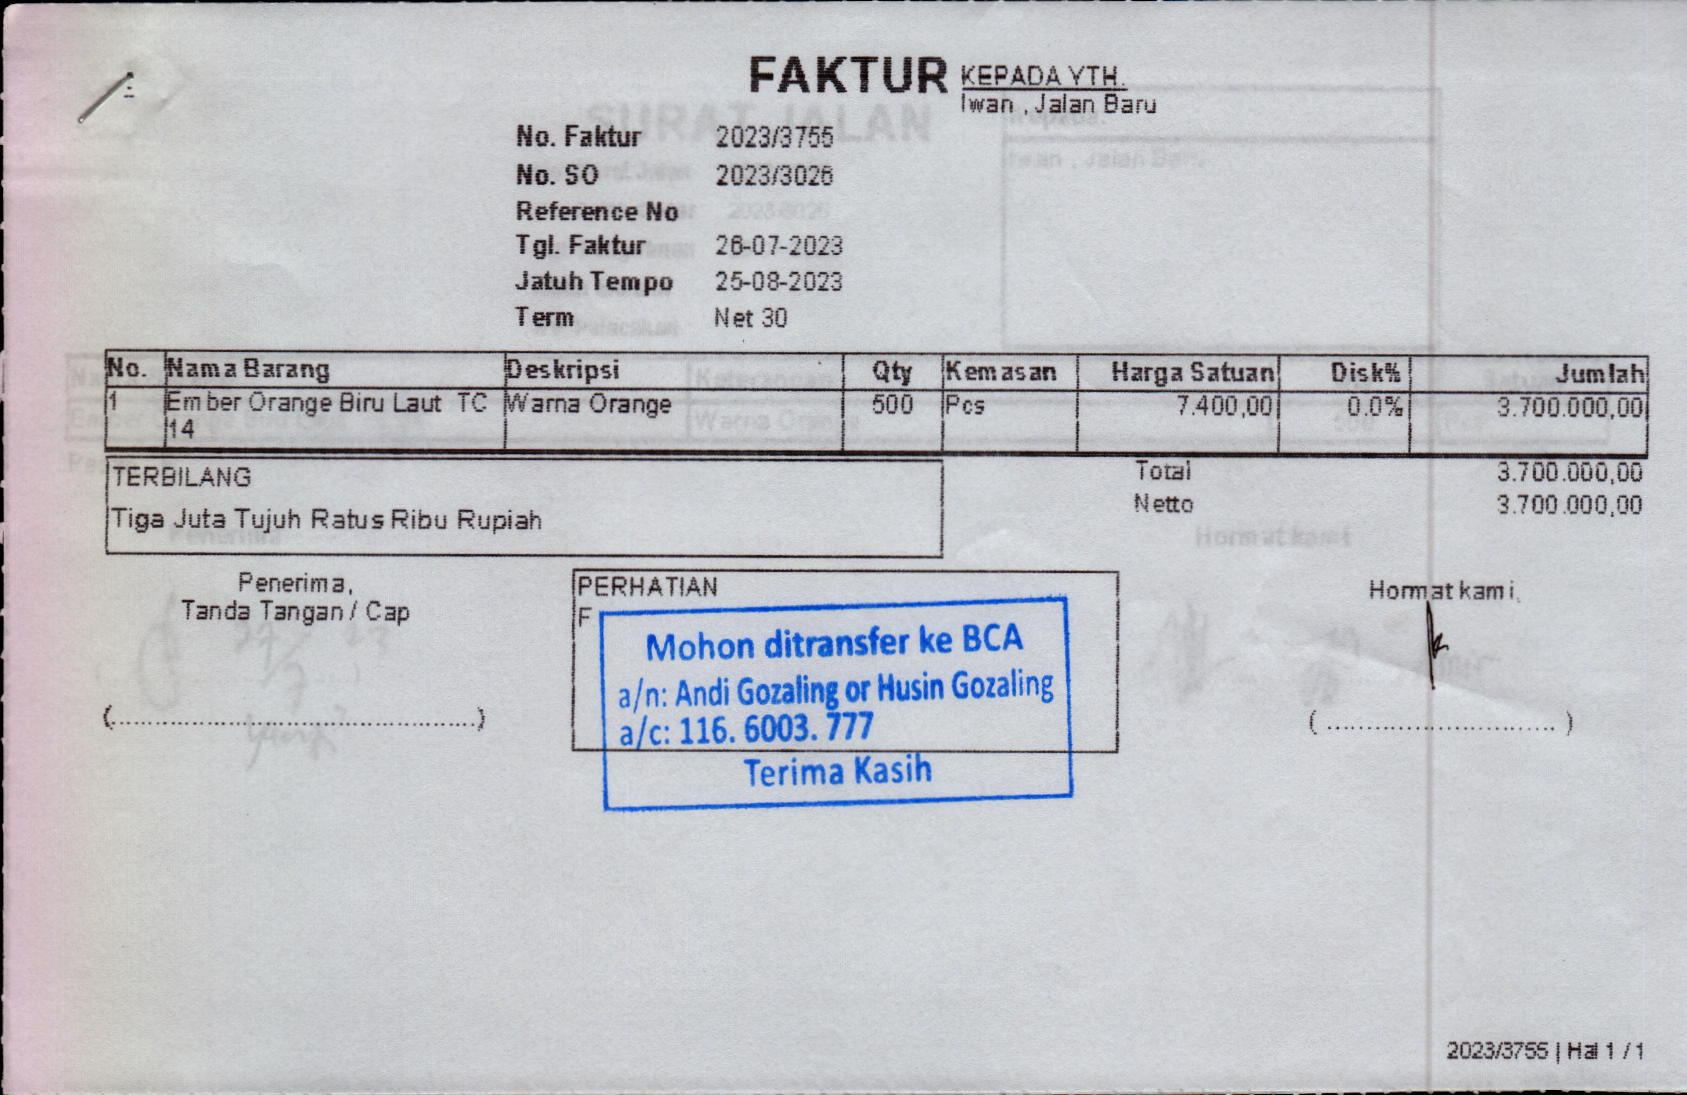 FAKTUR
KEPADA YTH.
Iwan , Jalan Baru
No. Faktur 2023/3755
No. SO 2023/3026
Reference No
Tgl. Faktur 26-07-2023
Jatuh Tempo 25-08-2023
Term Net 30
No. Nama Barang Deskripsi Qty Kemasan Harga Satuan Disk% Jumlah
1 Ember Orange Biru Laut TC Warna Orange 500 Pcs 7.400,00 0.0% 3.700.000,00
14
TERBILANG
Tiga Juta Tujuh Ratus Ribu Rupiah
Total 3.700.000,00
Netto 3.700.000,00
Penerima,
Tanda Tangan / Cap
(....................................................)
PERHATIAN
F
Mohon ditransfer ke BCA
a/n: Andi Gozaling or Husin Gozaling
a/c: 116. 6003. 777
Terima Kasih
Hormat kami,
(................................)
2023/3755 | Hal 1 / 1